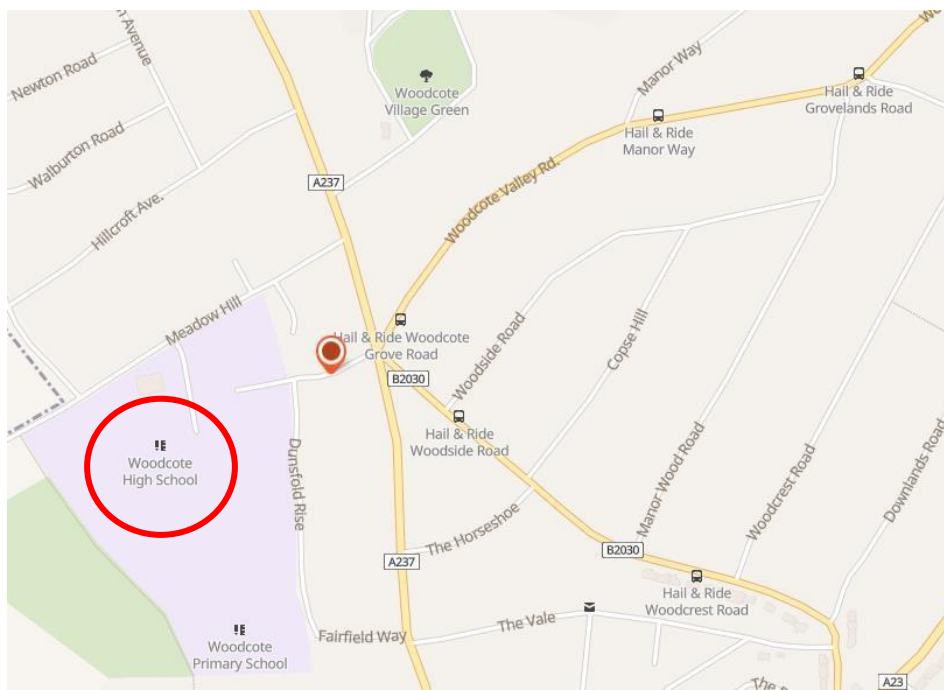 Avenue
Newton Road
Walburton Road
Hillcroft Ave.
A237
Woodcote
Village Green
Manor Way
Hail & Ride
Manor Way
Hail & Ride
Grovelands Road
Woodcote Valley Rd.
Meadow Hill
Hail & Ride Woodcote
Grove Road
B2030
Woodside Road
Copse Hill
Hail & Ride
Woodside Road
Woodcote
High School
Dunsfold Rise
The Horseshoe
A237
Manor Wood Road
Woodcrest Road
Downlands Road
B2030
Hail & Ride
Woodcrest Road
Woodcote
Primary School
Fairfield Way
The Vale
The
A23